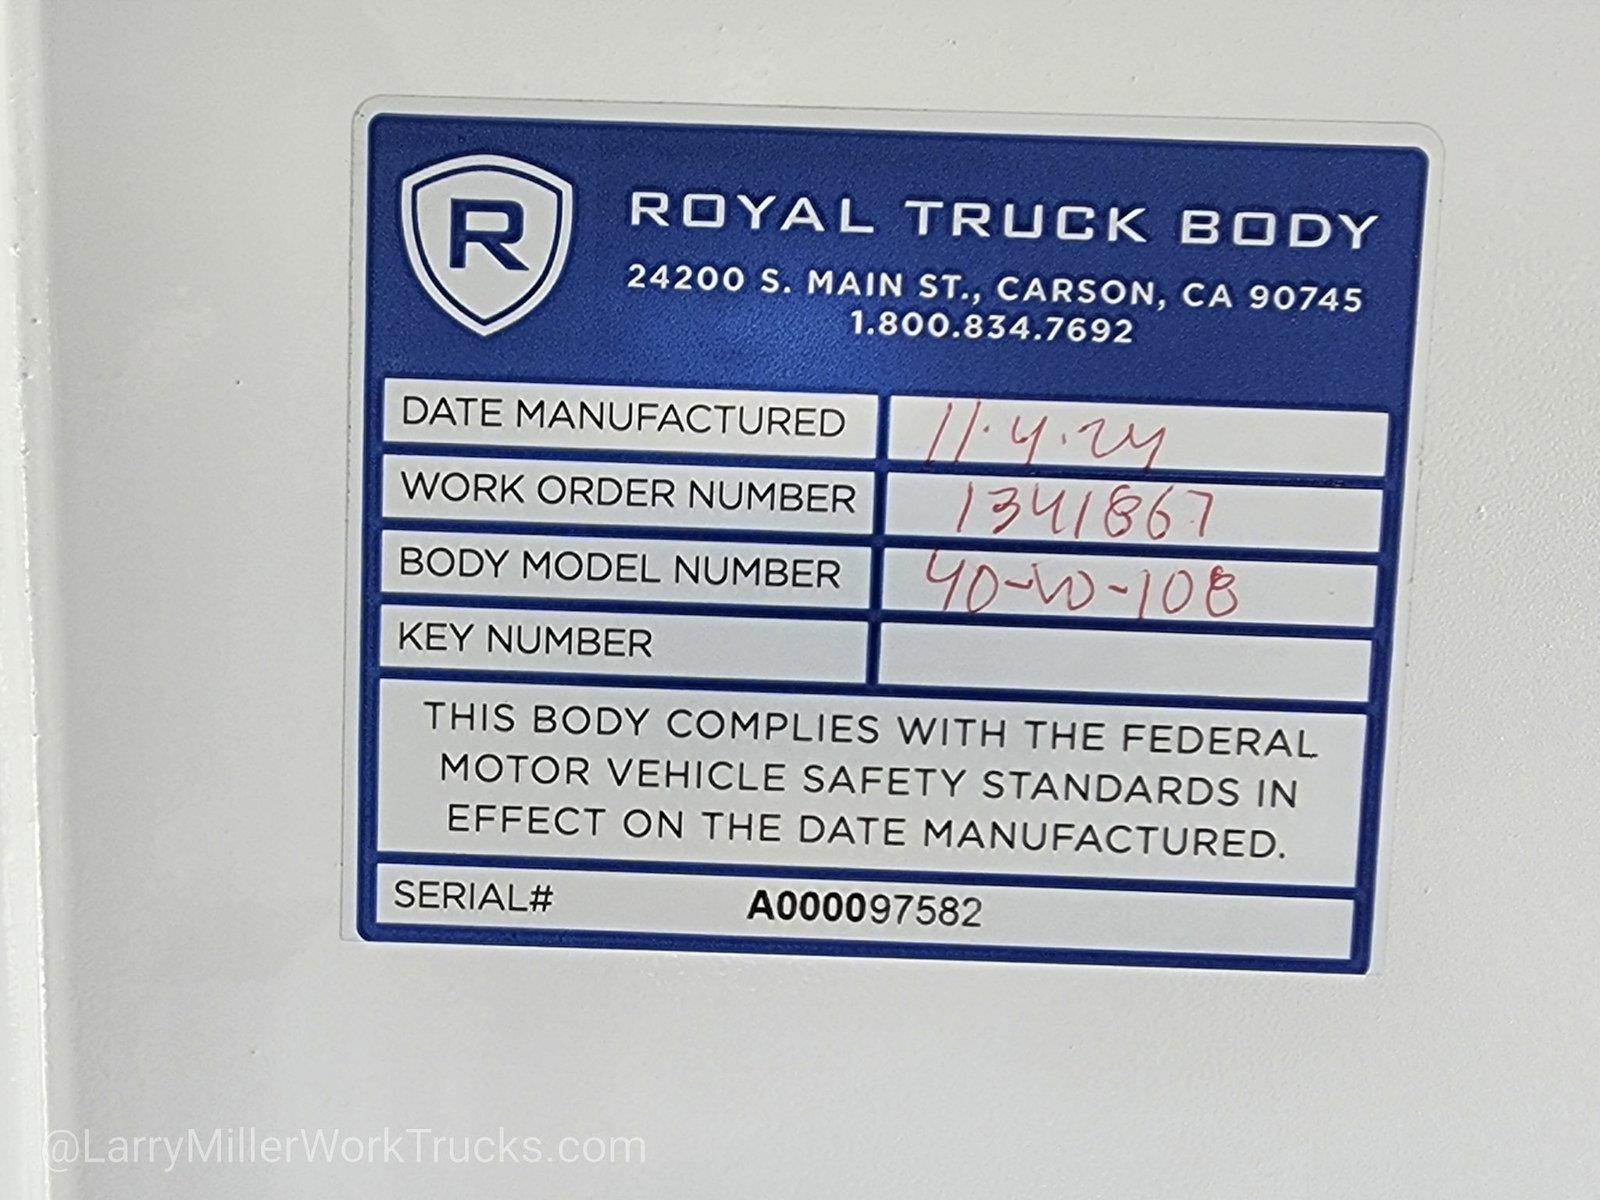 R
ROYAL TRUCK BODY
24200 S. MAIN ST., CARSON, CA 90745
1.800.834.7692
DATE MANUFACTURED 11.4.24
WORK ORDER NUMBER 1341867
BODY MODEL NUMBER 40-VO-108
KEY NUMBER
THIS BODY COMPLIES WITH THE FEDERAL
MOTOR VEHICLE SAFETY STANDARDS IN
EFFECT ON THE DATE MANUFACTURED.
SERIAL# A000097582
@LarryMillerWorkTrucks.com